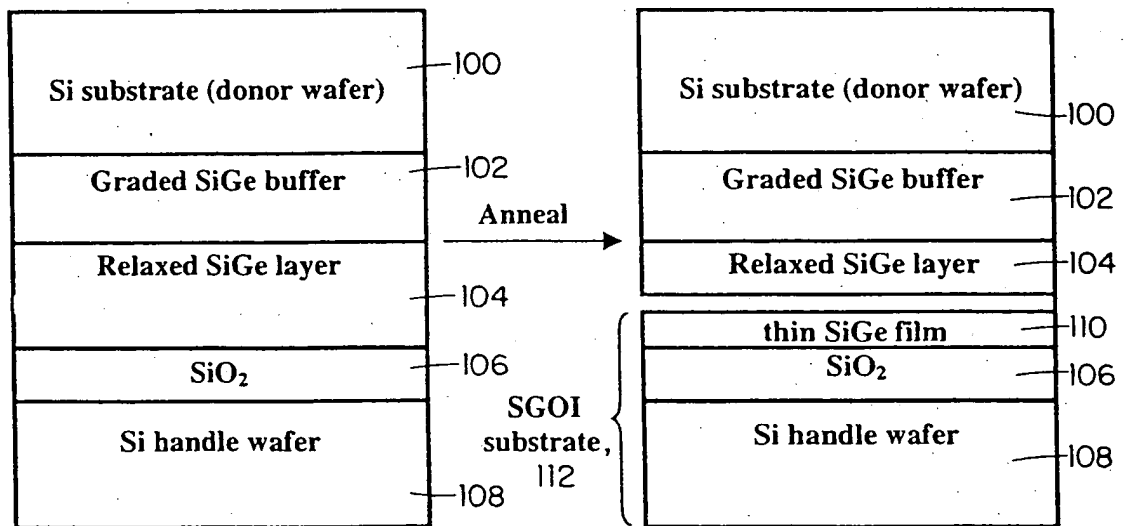 Si substrate (donor wafer)
100
Graded SiGe buffer
102
Relaxed SiGe layer
104
SiO₂
106
Si handle wafer
108
Anneal
Si substrate (donor wafer)
100
Graded SiGe buffer
102
Relaxed SiGe layer
104
thin SiGe film
110
SiO₂
106
Si handle wafer
108
SGOI
substrate,
112